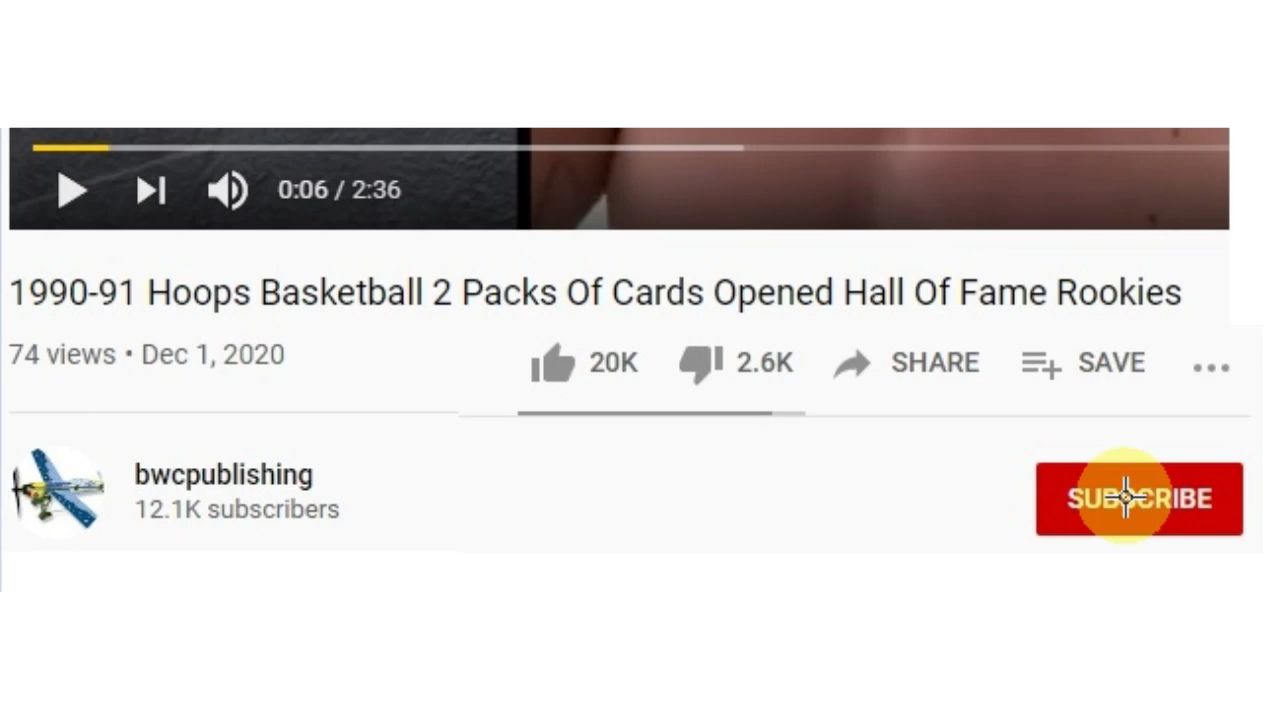 0:06 / 2:36
1990-91 Hoops Basketball 2 Packs Of Cards Opened Hall Of Fame Rookies
74 views • Dec 1, 2020
20K 2.6K SHARE SAVE
bwcpublishing
12.1K subscribers
SUBSCRIBE